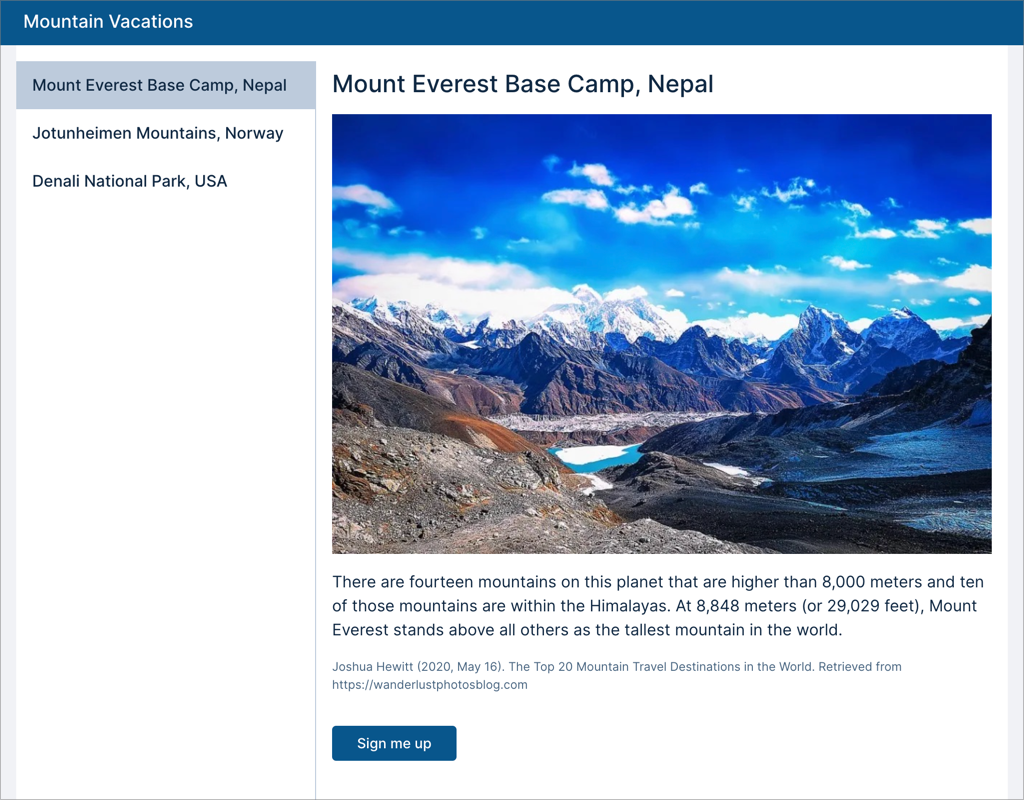 Mountain Vacations
Mount Everest Base Camp, Nepal
Jotunheimen Mountains, Norway
Denali National Park, USA
Mount Everest Base Camp, Nepal
There are fourteen mountains on this planet that are higher than 8,000 meters and ten
of those mountains are within the Himalayas. At 8,848 meters (or 29,029 feet), Mount
Everest stands above all others as the tallest mountain in the world.
Joshua Hewitt (2020, May 16). The Top 20 Mountain Travel Destinations in the World. Retrieved from
https://wanderlustphotosblog.com
Sign me up